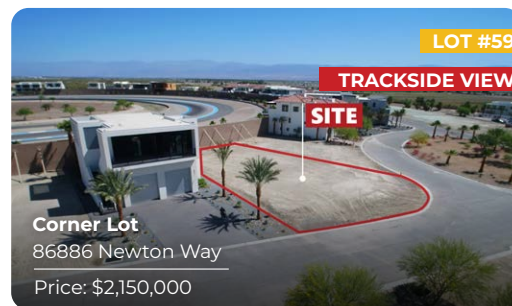 LOT #59
TRACKSIDE VIEW
SITE
Corner Lot
86886 Newton Way
Price: $2,150,000